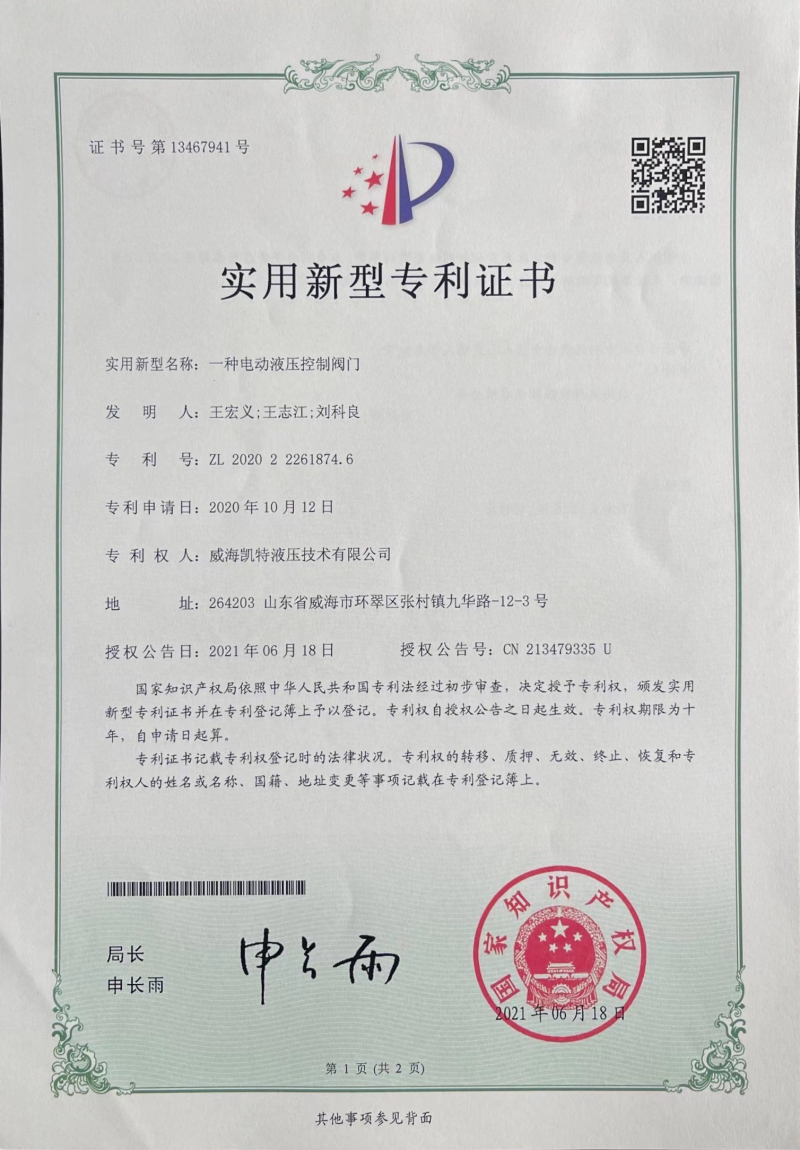 证书号第13467941号
实用新型专利证书
实用新型名称：一种电动液压控制阀门
发明人：王宏义;王志江;刘科良
专利号：ZL 2020 2 2261874.6
专利申请日：2020年10月12日
专利权人：威海凯特液压技术有限公司
地址：264203 山东省威海市环翠区张村镇九华路-12-3号
授权公告日：2021年06月18日 授权公告号：CN 213479335 U
国家知识产权局依照中华人民共和国专利法经过初步审查，决定授予专利权，颁发实用
新型专利证书并在专利登记簿上予以登记。专利权自授权公告之日起生效。专利权期限为十
年，自申请日起算。
专利证书记载专利权登记时的法律状况。专利权的转移、质押、无效、终止、恢复和专
利权人的姓名或名称、国籍、地址变更等事项记载在专利登记簿上。
局长
申长雨
申长雨
国家知识产权局
2021年06月18日
第1页(共2页)
其他事项参见背面